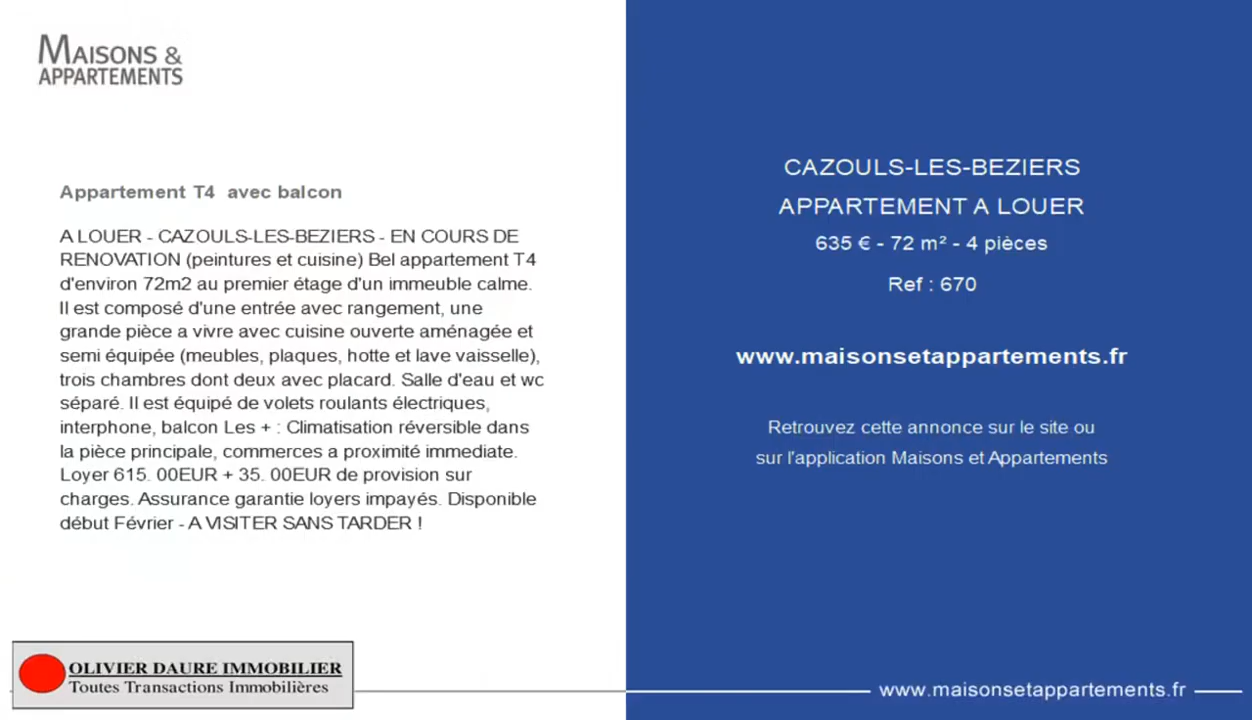 MAISONS &
APPARTEMENTS
Appartement T4 avec balcon
A LOUER - CAZOULS-LES-BEZIERS - EN COURS DE
RENOVATION (peintures et cuisine) Bel appartement T4
d'environ 72m2 au premier étage d'un immeuble calme.
Il est composé d'une entrée avec rangement, une
grande pièce a vivre avec cuisine ouverte aménagée et
semi équipée (meubles, plaques, hotte et lave vaisselle),
trois chambres dont deux avec placard. Salle d'eau et wc
séparé. Il est équipé de volets roulants électriques,
interphone, balcon Les + : Climatisation réversible dans
la pièce principale, commerces a proximité immediate.
Loyer 615. 00EUR + 35. 00EUR de provision sur
charges. Assurance garantie loyers impayés. Disponible
début Février - A VISITER SANS TARDER !
OLIVIER DAURE IMMOBILIER
Toutes Transactions Immobilières
CAZOULS-LES-BEZIERS
APPARTEMENT A LOUER
635 € - 72 m² - 4 pièces
Ref : 670
www.maisonsetappartements.fr
Retrouvez cette annonce sur le site ou
sur l'application Maisons et Appartements
www.maisonsetappartements.fr